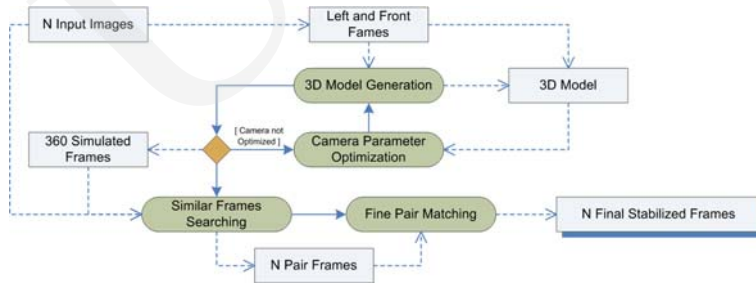 N Input Images
Left and Front
Fames
3D Model Generation
3D Model
[ Camera not
Optimized ]
Camera Parameter
Optimization
360 Simulated
Frames
Similar Frames
Searching
Fine Pair Matching
N Final Stabilized Frames
N Pair Frames